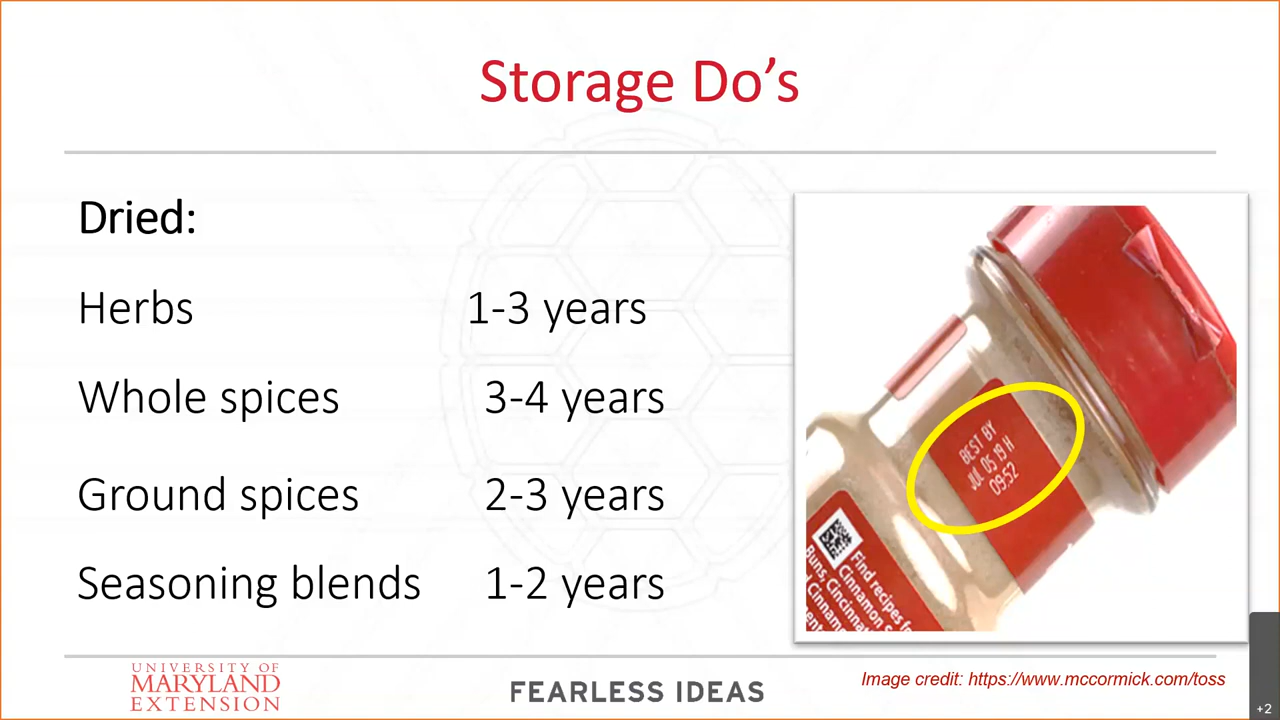 Storage Do’s
Dried:
Herbs 1-3 years
Whole spices 3-4 years
Ground spices 2-3 years
Seasoning blends 1-2 years
BEST BY
JUL 05 19 H
09:52
Find recipes
Cinnamon
Buns,
UNIVERSITY OF
MARYLAND
EXTENSION
FEARLESS IDEAS
Image credit: https://www.mccormick.com/toss
+2